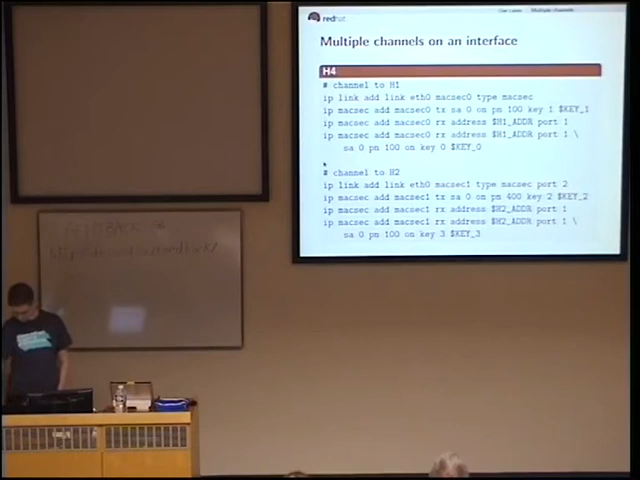 redhat
Use cases Multiple channels
Multiple channels on an interface
H4
# channel to H1
ip link add link eth0 macsec0 type macsec
ip macsec add macsec0 tx sa 0 on pn 100 key 1 $KEY_1
ip macsec add macsec0 rx address $H1_ADDR port 1
ip macsec add macsec0 rx address $H1_ADDR port 1 \
sa 0 pn 100 on key 0 $KEY_0
# channel to H2
ip link add link eth0 macsec1 type macsec port 2
ip macsec add macsec1 tx sa 0 on pn 400 key 2 $KEY_2
ip macsec add macsec1 rx address $H2_ADDR port 1
ip macsec add macsec1 rx address $H2_ADDR port 1 \
sa 0 pn 100 on key 3 $KEY_3
FEEDBACK